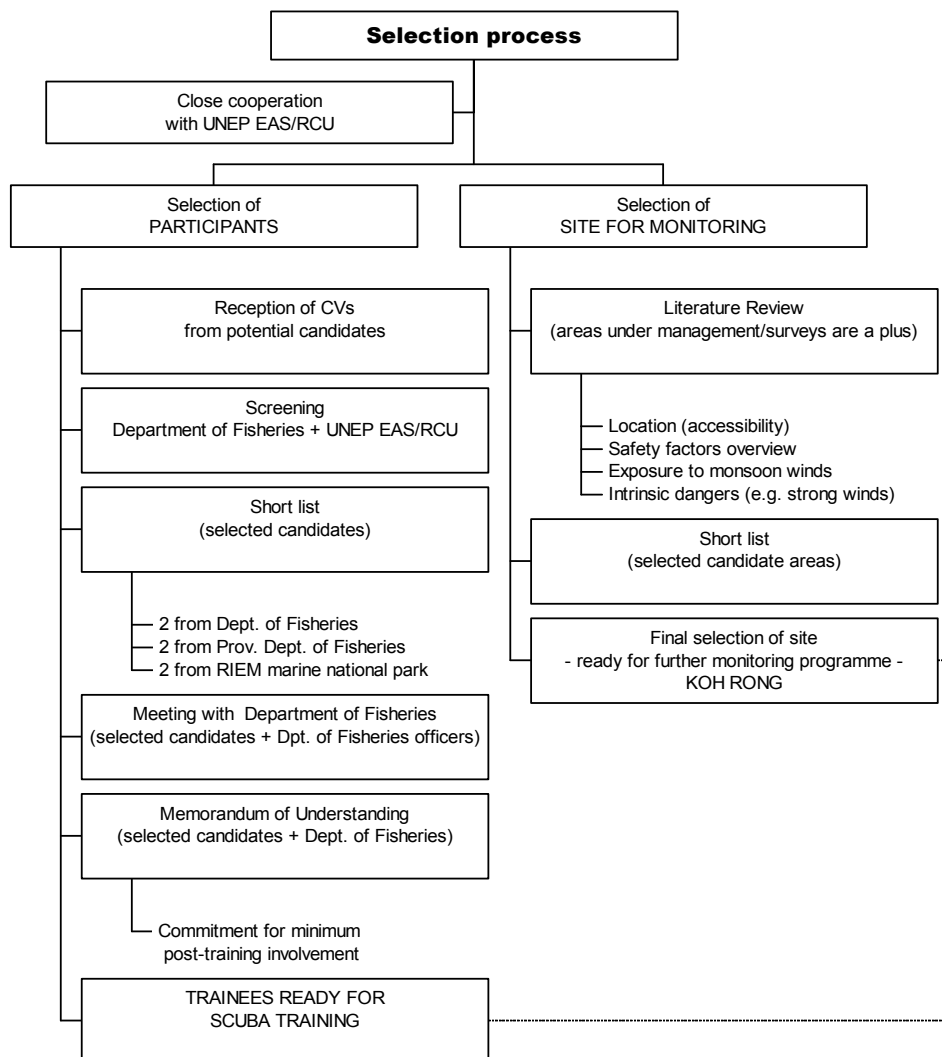 Selection process
Close cooperation
with UNEP EAS/RCU
Selection of
PARTICIPANTS
Reception of CVs
from potential candidates
Screening
Department of Fisheries + UNEP EAS/RCU
Short list
(selected candidates)
2 from Dept. of Fisheries
2 from Prov. Dept. of Fisheries
2 from RIEM marine national park
Meeting with Department of Fisheries
(selected candidates + Dpt. of Fisheries officers)
Memorandum of Understanding
(selected candidates + Dept. of Fisheries)
Commitment for minimum
post-training involvement
TRAINEES READY FOR
SCUBA TRAINING
Selection of
SITE FOR MONITORING
Literature Review
(areas under management/surveys are a plus)
Location (accessibility)
Safety factors overview
Exposure to monsoon winds
Intrinsic dangers (e.g. strong winds)
Short list
(selected candidate areas)
Final selection of site
- ready for further monitoring programme -
KOH RONG